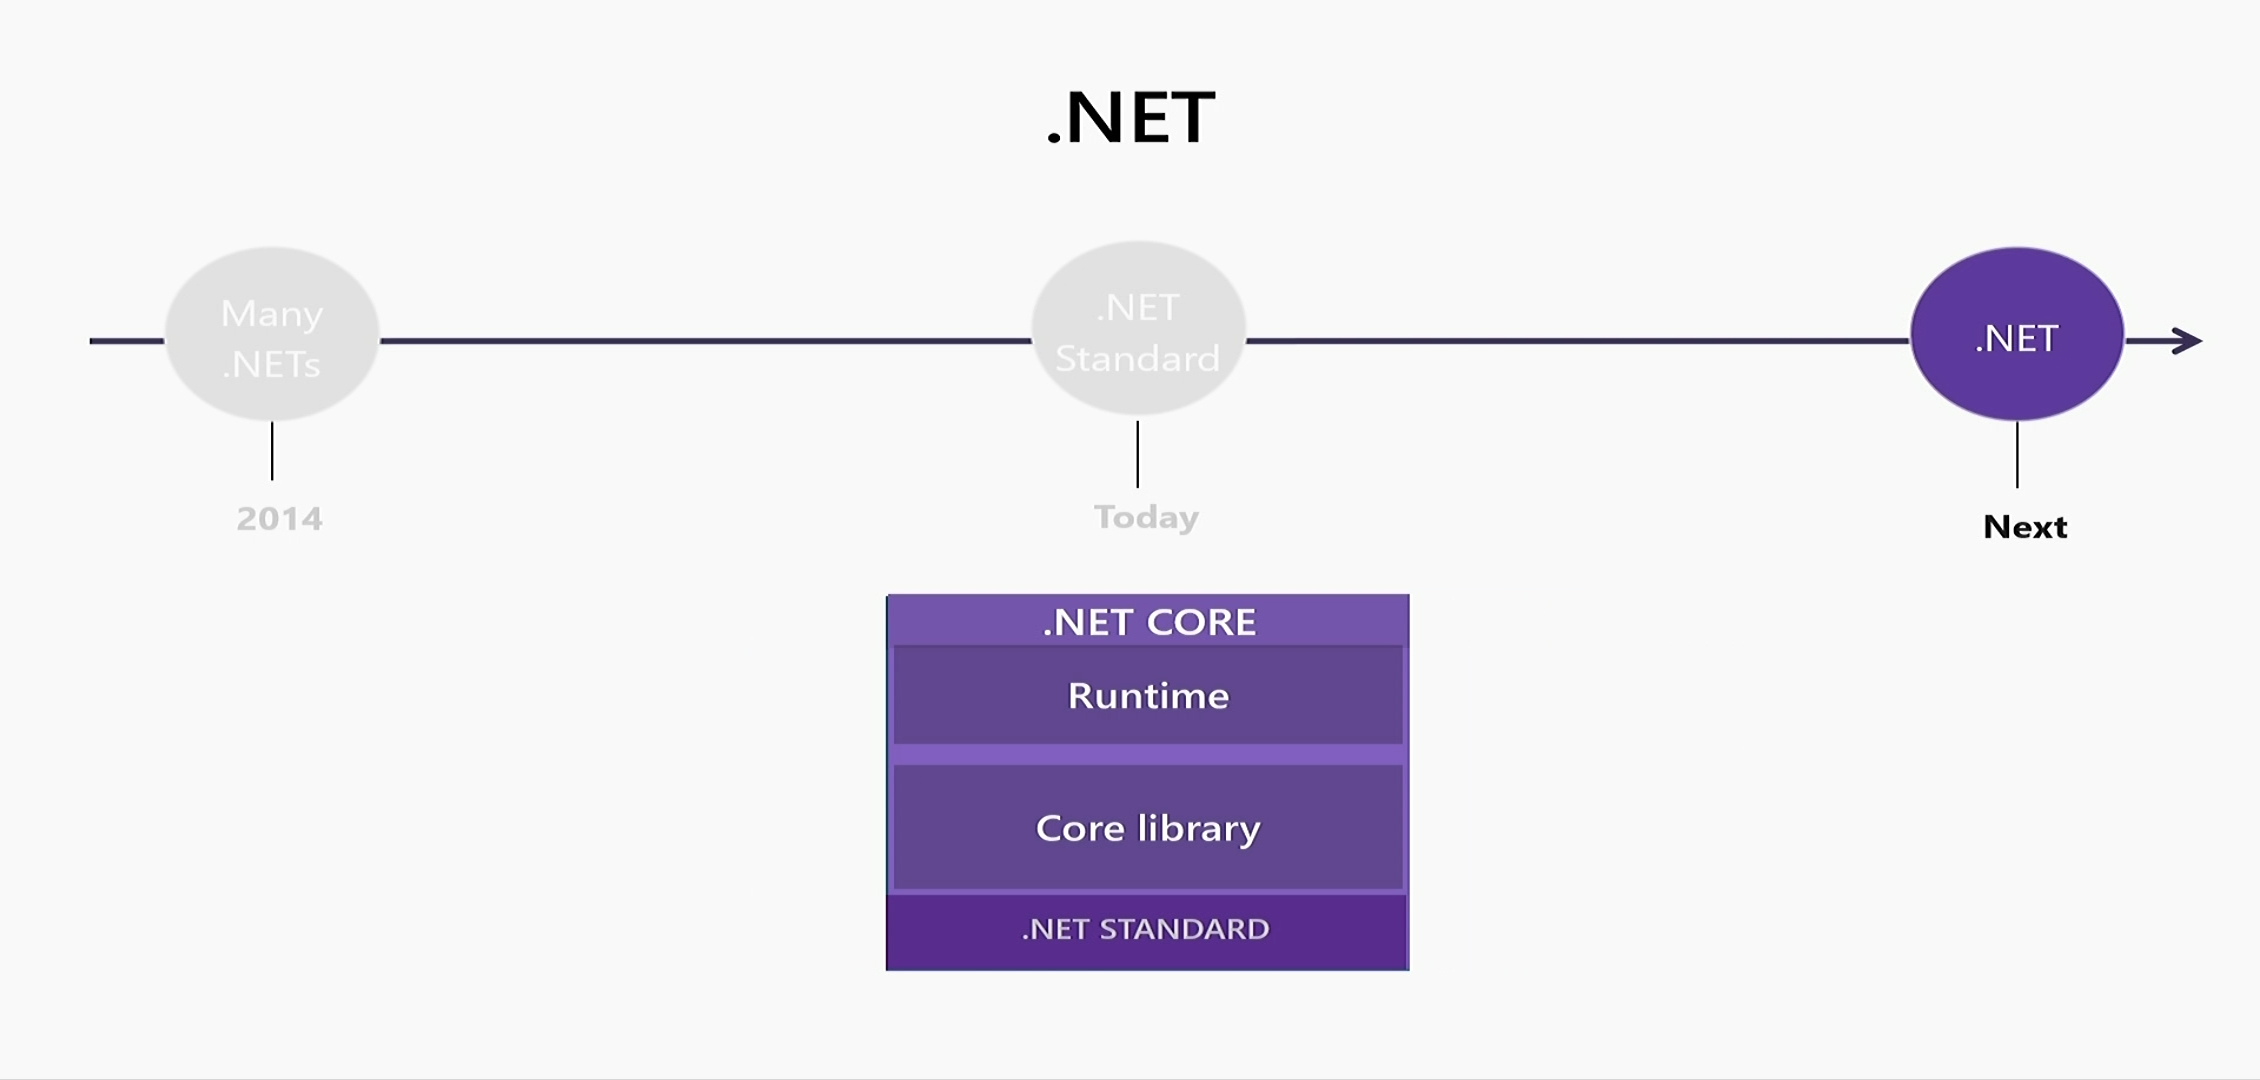 .NET
Many
.NETs
.NET
Standard
.NET
2014
Today
Next
.NET CORE
Runtime
Core library
.NET STANDARD